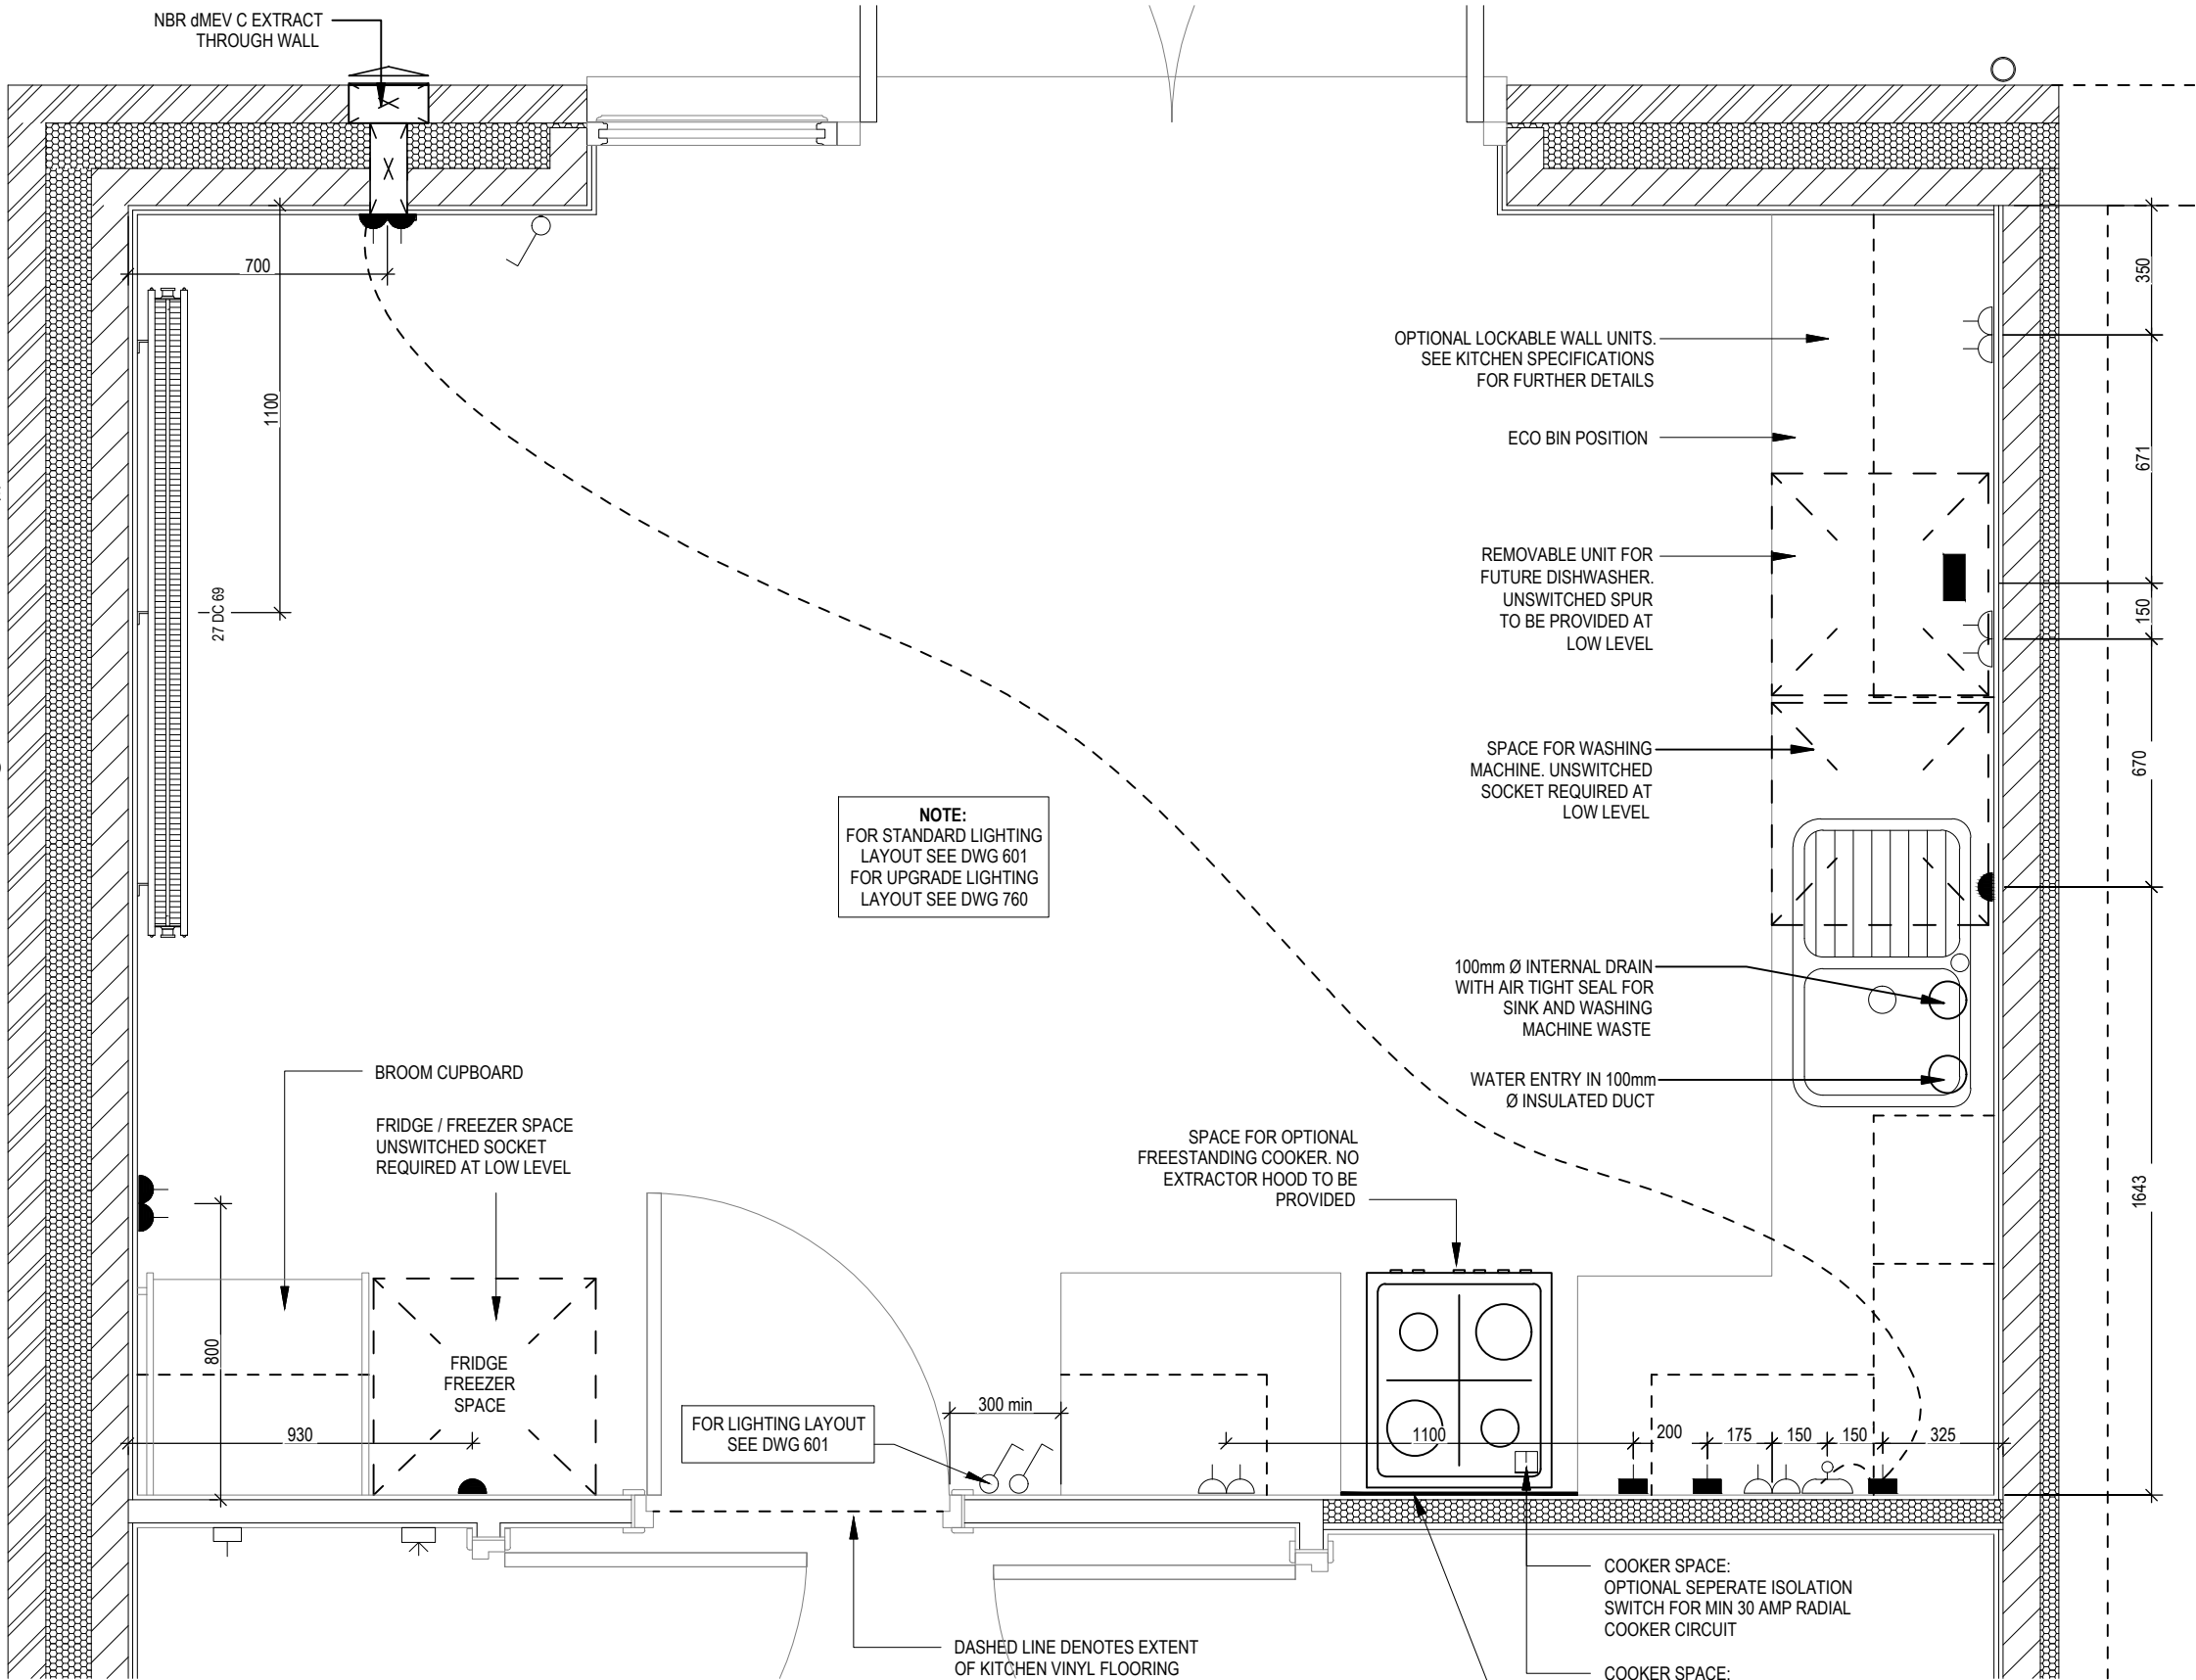 NBR dMEV C EXTRACT
THROUGH WALL
700
1100
27 DC 69
OPTIONAL LOCKABLE WALL UNITS.
SEE KITCHEN SPECIFICATIONS
FOR FURTHER DETAILS
ECO BIN POSITION
REMOVABLE UNIT FOR
FUTURE DISHWASHER.
UNSWITCHED SPUR
TO BE PROVIDED AT
LOW LEVEL
SPACE FOR WASHING
MACHINE. UNSWITCHED
SOCKET REQUIRED AT
LOW LEVEL
350
671
150
670
1643
NOTE:
FOR STANDARD LIGHTING
LAYOUT SEE DWG 601
FOR UPGRADE LIGHTING
LAYOUT SEE DWG 760
100mm Ø INTERNAL DRAIN
WITH AIR TIGHT SEAL FOR
SINK AND WASHING
MACHINE WASTE
WATER ENTRY IN 100mm
Ø INSULATED DUCT
BROOM CUPBOARD
FRIDGE / FREEZER SPACE
UNSWITCHED SOCKET
REQUIRED AT LOW LEVEL
SPACE FOR OPTIONAL
FREESTANDING COOKER. NO
EXTRACTOR HOOD TO BE
PROVIDED
800
FRIDGE
FREEZER
SPACE
930
FOR LIGHTING LAYOUT
SEE DWG 601
300 min
1100
200
175
150
150
325
COOKER SPACE:
OPTIONAL SEPERATE ISOLATION
SWITCH FOR MIN 30 AMP RADIAL
COOKER CIRCUIT
DASHED LINE DENOTES EXTENT
OF KITCHEN VINYL FLOORING
COOKER SPACE: